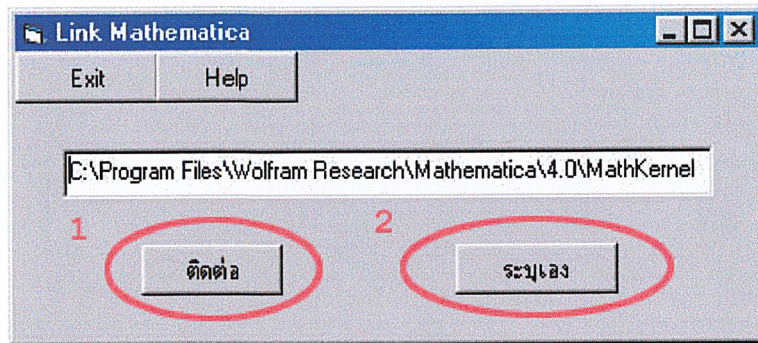 Link Mathematica
Exit Help
C:\Program Files\Wolfram Research\Mathematica\4.0\MathKernel
1 2
ติดต่อ ระบุเอง